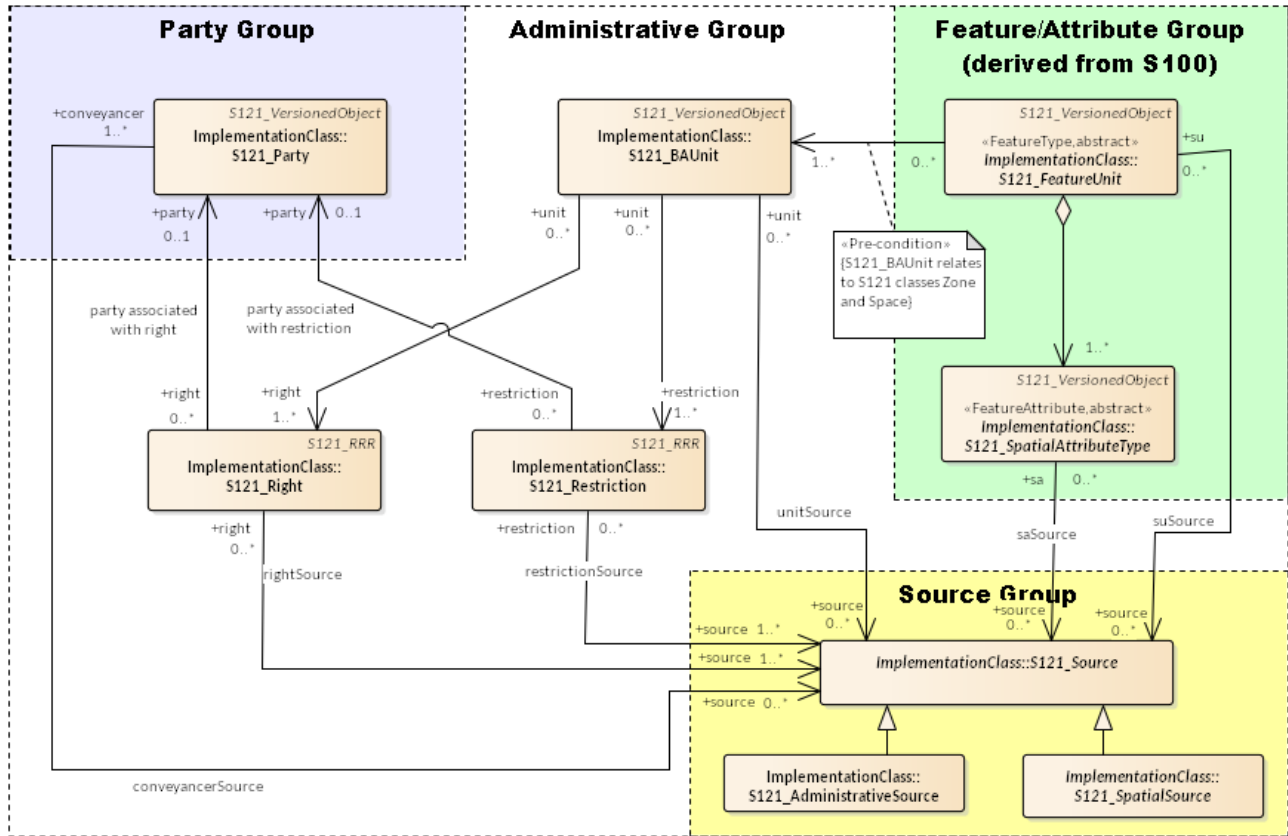 Party Group
Administrative Group
Feature/Attribute Group
(derived from S100)
+conveyancer
1..*
S121_VersionedObject
ImplementationClass::
S121_Party
S121_VersionedObject
ImplementationClass::
S121_BAUnit
1..*
0..*
S121_VersionedObject
«FeatureType,abstract»
ImplementationClass::
S121_FeatureUnit
+su
0..*
+party
0..1
+party
0..1
+unit
0..*
+unit
0..*
+unit
0..*
«Pre-condition»
{S121_BAUnit relates
to S121 classes Zone
and Space}
party associated
with right
party associated
with restriction
1..*
+right
0..*
+right
1..*
+restriction
0..*
+restriction
1..*
S121_VersionedObject
«FeatureAttribute,abstract»
ImplementationClass::
S121_SpatialAttributeType
S121_RRR
ImplementationClass::
S121_Right
S121_RRR
ImplementationClass::
S121_Restriction
+sa
0..*
+right
0..*
+restriction
0..*
unitSource
saSource
suSource
rightSource
restrictionSource
Source Group
+source
0..*
+source
0..*
+source
0..*
+source 1..*
+source 1..*
+source 0..*
ImplementationClass::S121_Source
conveyancerSource
ImplementationClass::
S121_AdministrativeSource
ImplementationClass::
S121_SpatialSource